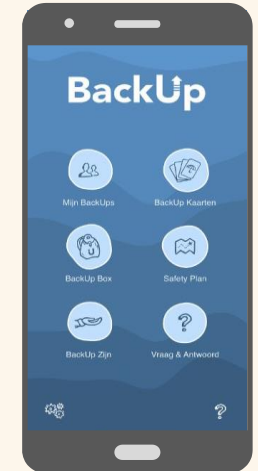 BackUp
Mijn BackUps
BackUp Kaarten
BackUp Box
Safety Plan
BackUp Zijn
Vraag & Antwoord